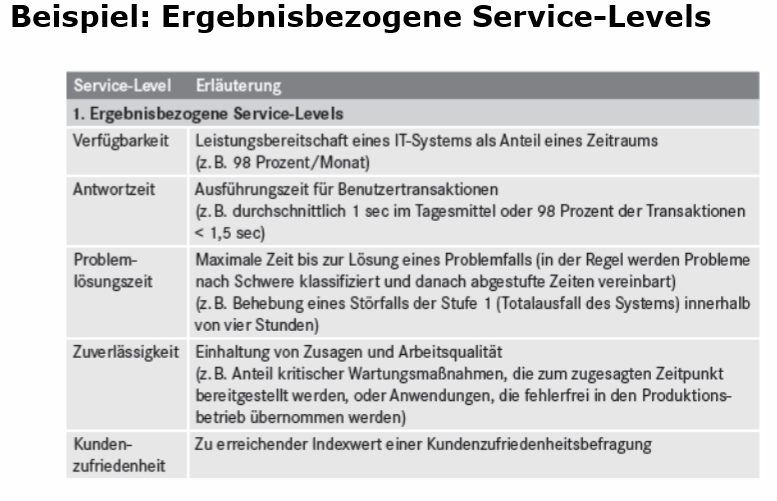 Beispiel: Ergebnisbezogene Service-Levels
Service-Level Erläuterung
1. Ergebnisbezogene Service-Levels
Verfügbarkeit Leistungsbereitschaft eines IT-Systems als Anteil eines Zeitraums
(z. B. 98 Prozent/Monat)
Antwortzeit Ausführungszeit für Benutzertransaktionen
(z. B. durchschnittlich 1 sec im Tagesmittel oder 98 Prozent der Transaktionen
< 1,5 sec)
Problem- Maximale Zeit bis zur Lösung eines Problemfalls (in der Regel werden Probleme
lösungszeit nach Schwere klassifiziert und danach abgestufte Zeiten vereinbart)
(z. B. Behebung eines Störfalls der Stufe 1 (Totalausfall des Systems) innerhalb
von vier Stunden)
Zuverlässigkeit Einhaltung von Zusagen und Arbeitsqualität
(z. B. Anteil kritischer Wartungsmaßnahmen, die zum zugesagten Zeitpunkt
bereitgestellt werden, oder Anwendungen, die fehlerfrei in den Produktions-
betrieb übernommen werden)
Kunden- Zu erreichender Indexwert einer Kundenzufriedenheitsbefragung
zufriedenheit